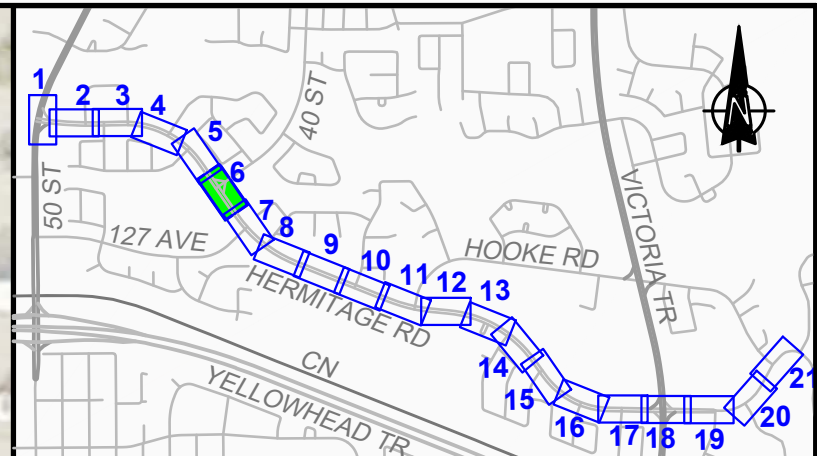 1
2
3
4
5
6
7
8
9
10
11
12
13
14
15
16
17
18
19
20
21
40 ST
50 ST
127 AVE
HERMITAGE RD
HOOKE RD
VICTORIA TR
CN
YELLOWHEAD TR
N